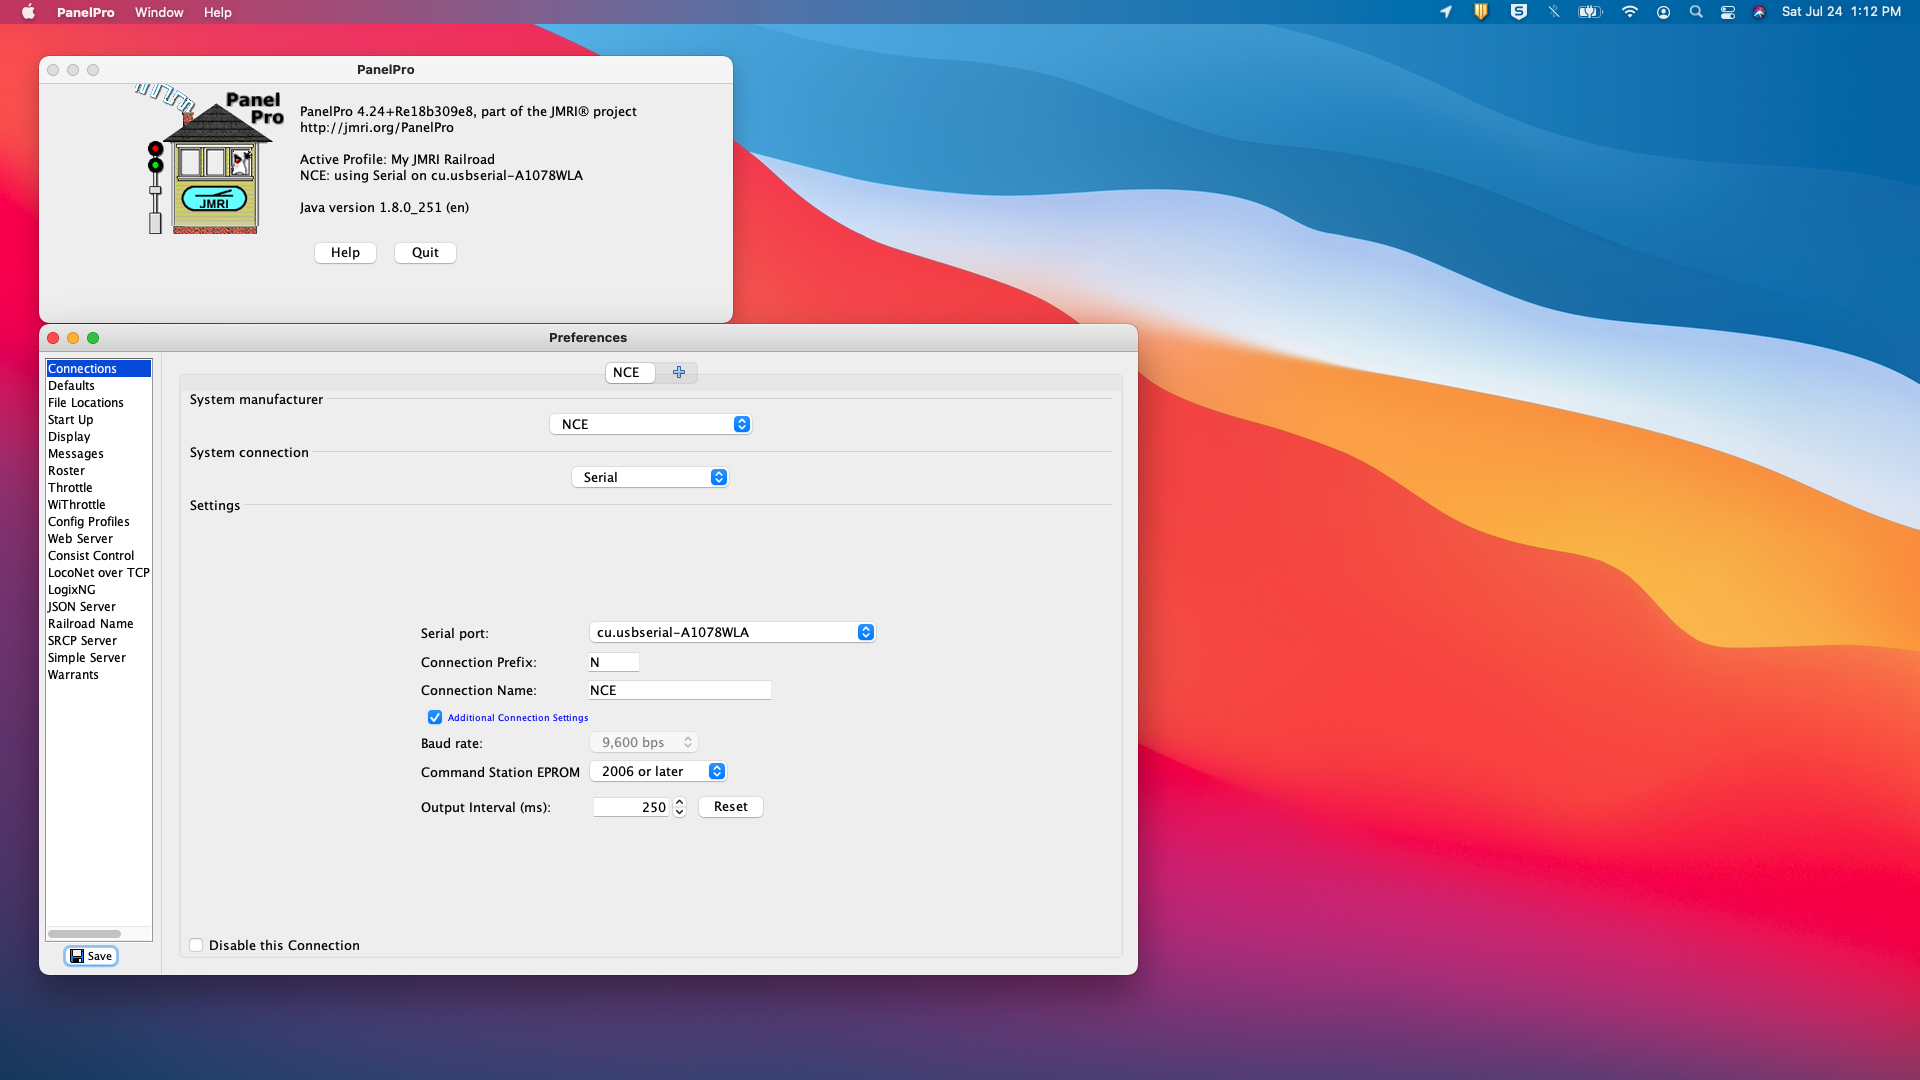 PanelPro Window Help Sat Jul 24 1:12 PM
PanelPro
Panel
Pro
JMRI
PanelPro 4.24+Re18b309e8, part of the JMRI® project
http://jmri.org/PanelPro
Active Profile: My JMRI Railroad
NCE: using Serial on cu.usbserial-A1078WLA
Java version 1.8.0_251 (en)
Help Quit
Preferences
Connections
Defaults
File Locations
Start Up
Display
Messages
Roster
Throttle
WiThrottle
Config Profiles
Web Server
Consist Control
LocoNet over TCP
LogixNG
JSON Server
Railroad Name
SRCP Server
Simple Server
Warrants
Save
NCE
System manufacturer
NCE
System connection
Serial
Settings
Serial port: cu.usbserial-A1078WLA
Connection Prefix: N
Connection Name: NCE
Additional Connection Settings
Baud rate: 9,600 bps
Command Station EPROM 2006 or later
Output Interval (ms): 250 Reset
Disable this Connection